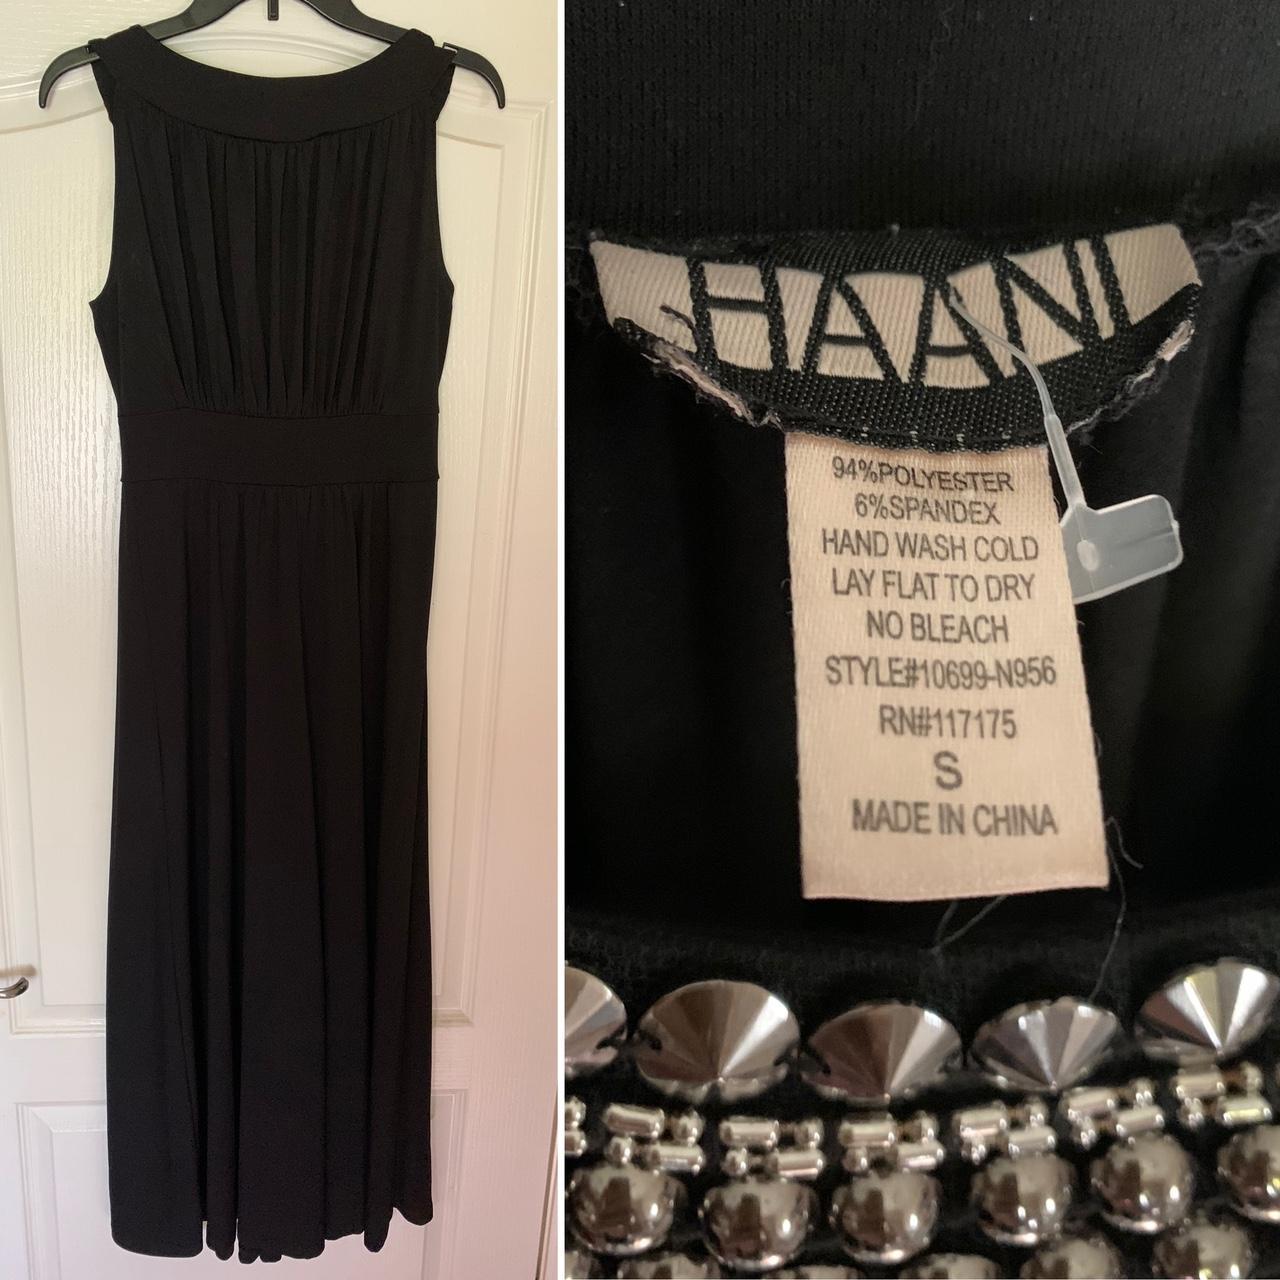 HAANI
94%POLYESTER
6%SPANDEX
HAND WASH COLD
LAY FLAT TO DRY
NO BLEACH
STYLE#10699-N956
RN#117175
S
MADE IN CHINA